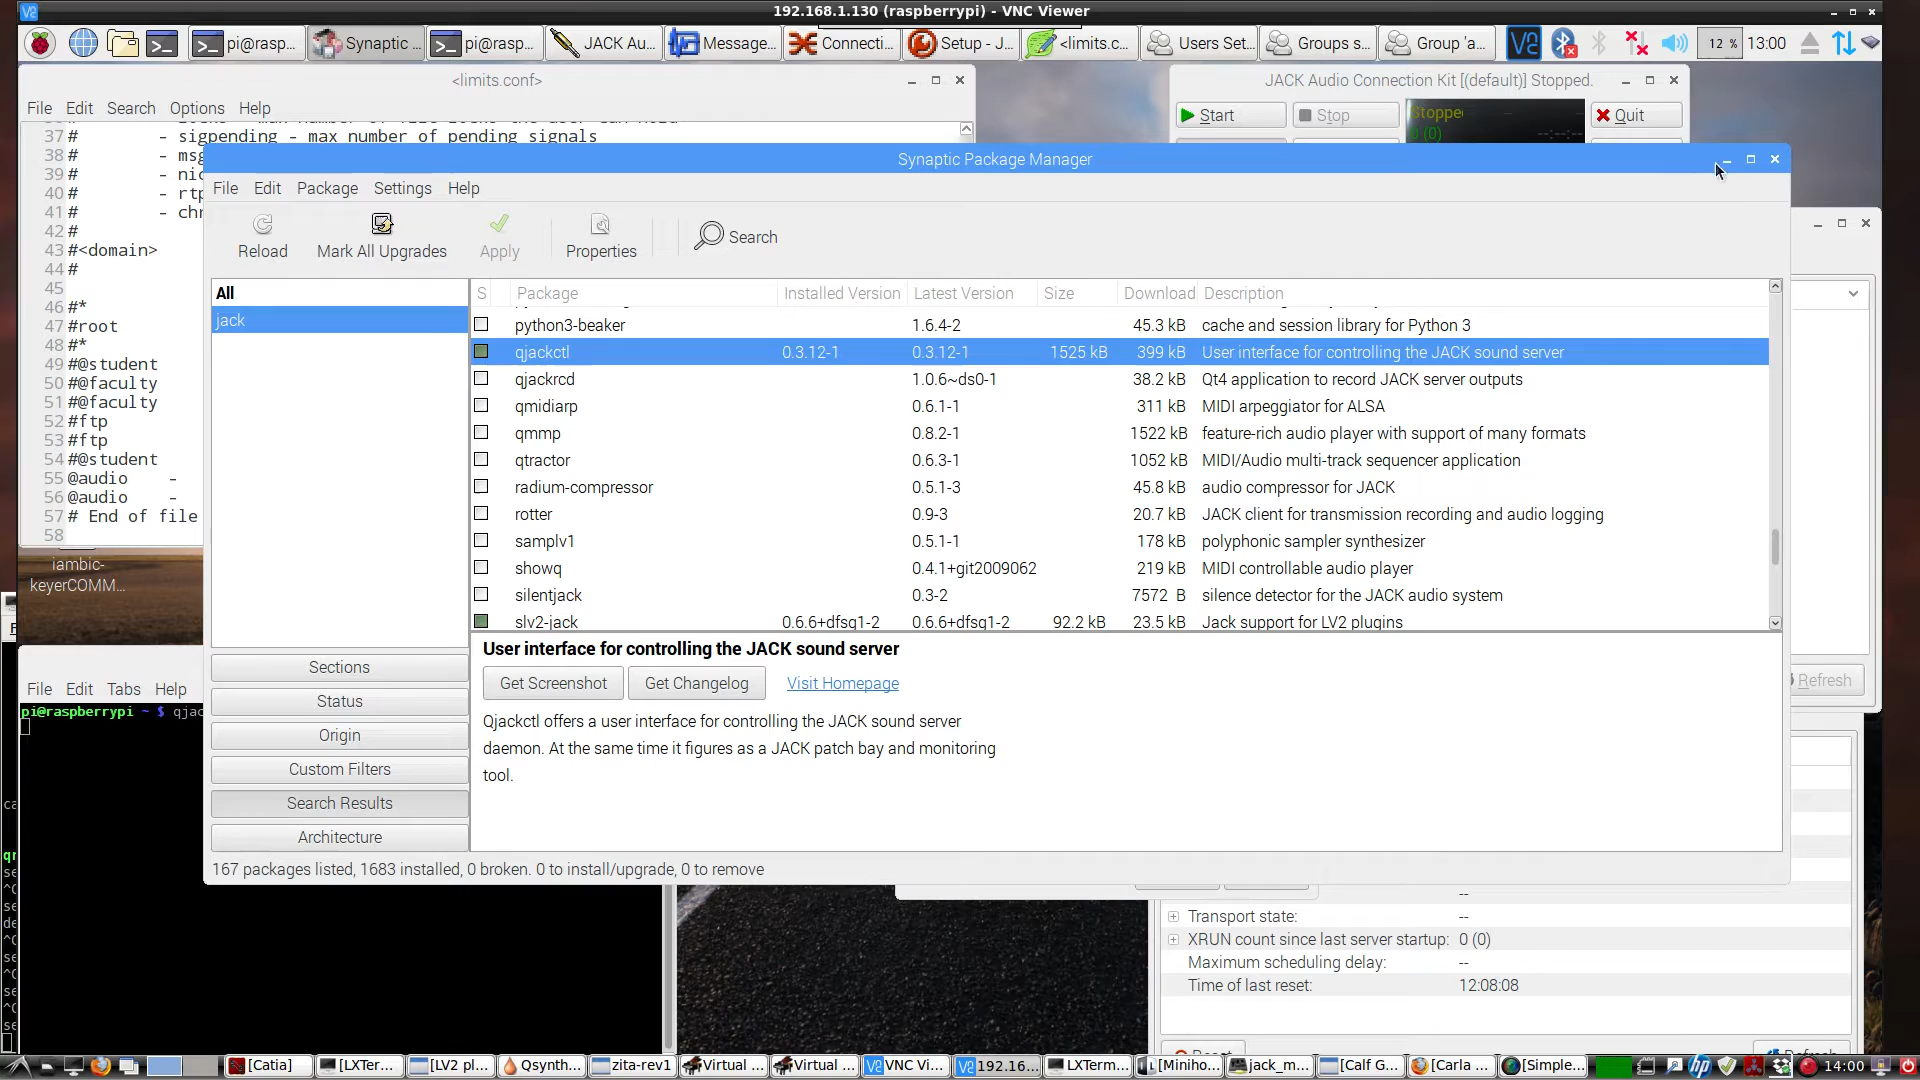 192.168.1.130 (raspberrypi) - VNC Viewer
pi@rasp...
Synaptic ...
pi@rasp...
JACK Au...
Message...
Connecti...
Setup - J...
<limits.c...
Users Set...
Groups s...
Group 'a...
12 %
13:00
<limits.conf>
File Edit Search Options Help
37 # - sigpending - max number of pending signals
38 # - msg
39 # - nic
40 # - rtp
41 # - chr
42 #
43 #<domain>
44 #
45
46 #*
47 #root
48 #*
49 #@student
50 #@faculty
51 #@faculty
52 #ftp
53 #ftp
54 #@student
55 @audio -
56 @audio -
57 # End of file
58
JACK Audio Connection Kit [(default)] Stopped.
Start
Stop
Stopped
0 (0)
--:--:--
Quit
Synaptic Package Manager
File Edit Package Settings Help
Reload
Mark All Upgrades
Apply
Properties
Search
All
jack
S Package Installed Version Latest Version Size Download Description
python3-beaker 1.6.4-2 45.3 kB cache and session library for Python 3
qjackctl 0.3.12-1 0.3.12-1 1525 kB 399 kB User interface for controlling the JACK sound server
qjackrcd 1.0.6~ds0-1 38.2 kB Qt4 application to record JACK server outputs
qmidiarp 0.6.1-1 311 kB MIDI arpeggiator for ALSA
qmmp 0.8.2-1 1522 kB feature-rich audio player with support of many formats
qtractor 0.6.3-1 1052 kB MIDI/Audio multi-track sequencer application
radium-compressor 0.5.1-3 45.8 kB audio compressor for JACK
rotter 0.9-3 20.7 kB JACK client for transmission recording and audio logging
samplv1 0.5.1-1 178 kB polyphonic sampler synthesizer
showq 0.4.1+git2009062 219 kB MIDI controllable audio player
silentjack 0.3-2 7572 B silence detector for the JACK audio system
slv2-jack 0.6.6+dfsg1-2 0.6.6+dfsg1-2 92.2 kB 23.5 kB Jack support for LV2 plugins
User interface for controlling the JACK sound server
Get Screenshot
Get Changelog
Visit Homepage
Qjackctl offers a user interface for controlling the JACK sound server
daemon. At the same time it figures as a JACK patch bay and monitoring
tool.
Sections
Status
Origin
Custom Filters
Search Results
Architecture
167 packages listed, 1683 installed, 0 broken. 0 to install/upgrade, 0 to remove
iambic-
keyerCOMM...
File Edit Tabs Help
pi@raspberrypi ~ $ qjac
Refresh
--
Transport state: --
XRUN count since last server startup: 0 (0)
Maximum scheduling delay: --
Time of last reset: 12:08:08
[Catia]
[LXTer...
[LV2 pl...
Qsynth...
zita-rev1
Virtual ...
Virtual ...
VNC Vi...
192.16...
LXTerm...
[Miniho...
jack_m...
[Calf G...
[Carla ...
[Simple...
14:00